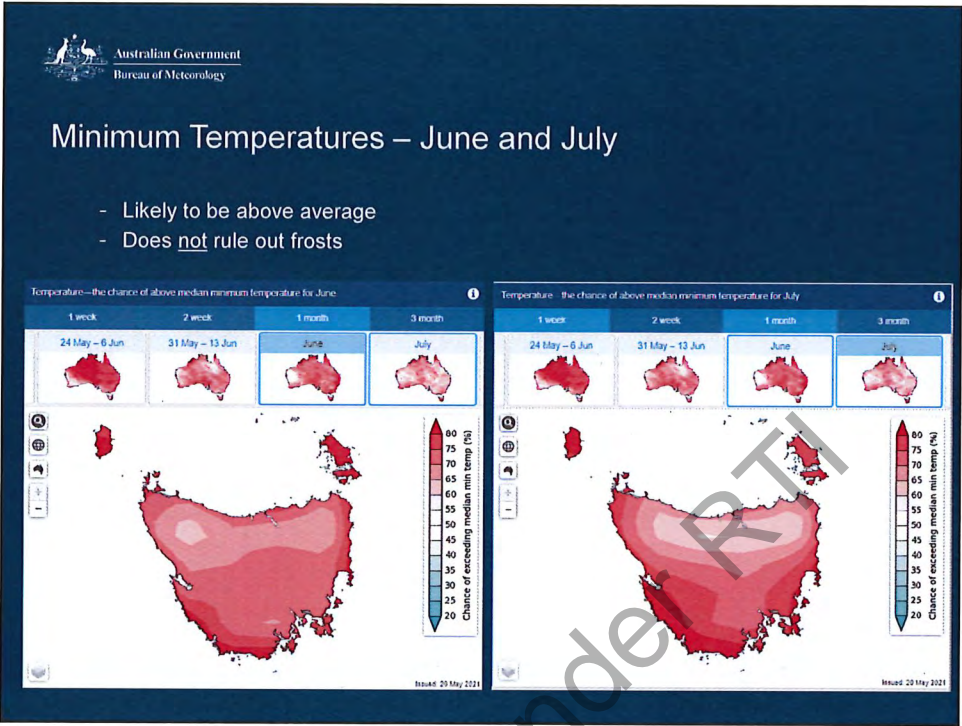 Australian Government
Bureau of Meteorology
Minimum Temperatures – June and July
- Likely to be above average
- Does not rule out frosts
Temperature—the chance of above median minimum temperature for June
1 week
2 week
1 month
3 month
24 May – 6 Jun
31 May – 13 Jun
June
July
80
75
70
65
60
55
50
45
40
35
30
25
20
Chance of exceeding median min temp (%)
Issued: 20 May 2021
Temperature—the chance of above median minimum temperature for July
1 week
2 week
1 month
3 month
24 May – 6 Jun
31 May – 13 Jun
June
July
80
75
70
65
60
55
50
45
40
35
30
25
20
Chance of exceeding median min temp (%)
Issued: 20 May 2021
nder RTI